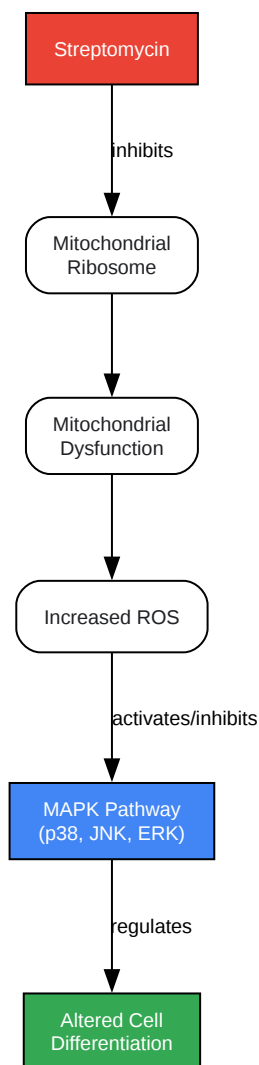 Streptomycin
inhibits
Mitochondrial
Ribosome
Mitochondrial
Dysfunction
Increased ROS
activates/inhibits
MAPK Pathway
(p38, JNK, ERK)
regulates
Altered Cell
Differentiation